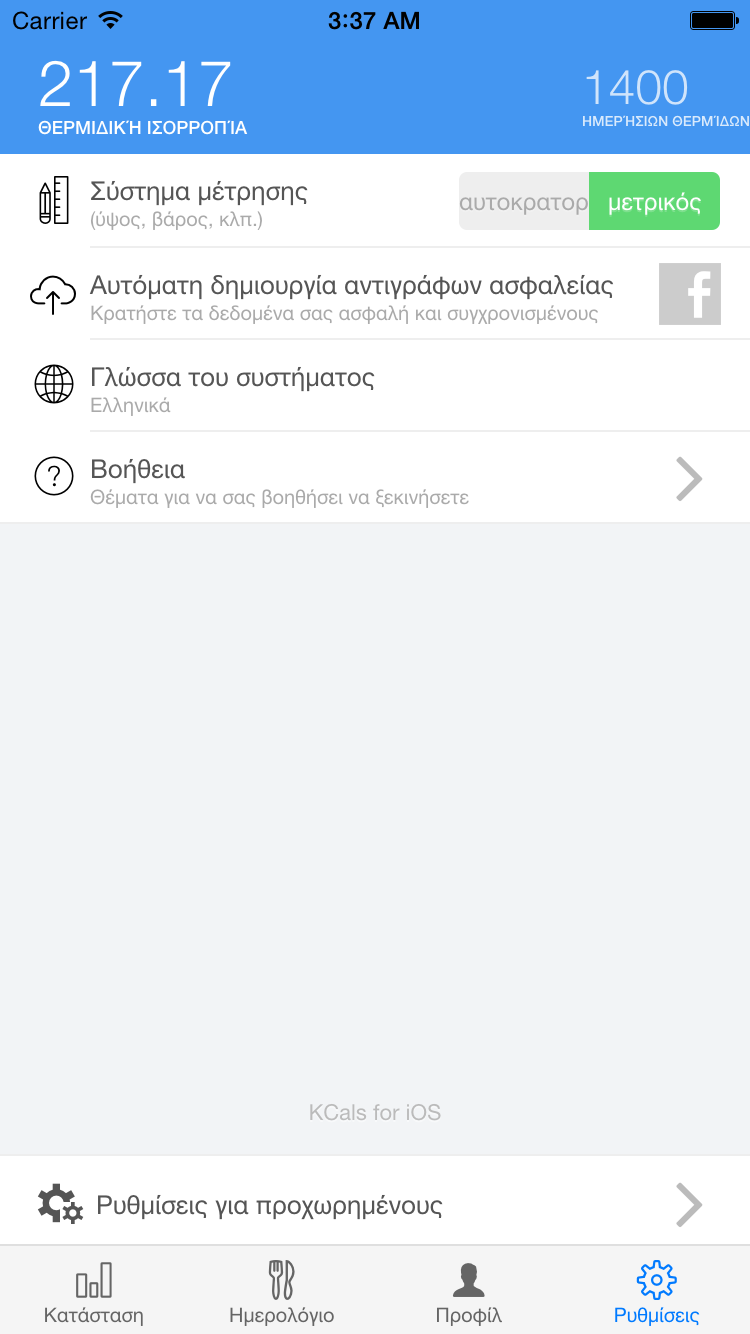 Carrier 3:37 AM
217.17
ΘΕΡΜΙΔΙΚΉ ΙΣΟΡΡΟΠΊΑ
1400
ΗΜΕΡΉΣΙΩΝ ΘΕΡΜΊΔΩΝ
Σύστημα μέτρησης
(ύψος, βάρος, κλπ.)
αυτοκρατορ μετρικός
Αυτόματη δημιουργία αντιγράφων ασφαλείας
Κρατήστε τα δεδομένα σας ασφαλή και συγχρονισμένους
f
Γλώσσα του συστήματος
Ελληνικά
?
Βοήθεια
Θέματα για να σας βοηθήσει να ξεκινήσετε
KCals for iOS
Ρυθμίσεις για προχωρημένους
Κατάσταση Ημερολόγιο Προφίλ Ρυθμίσεις